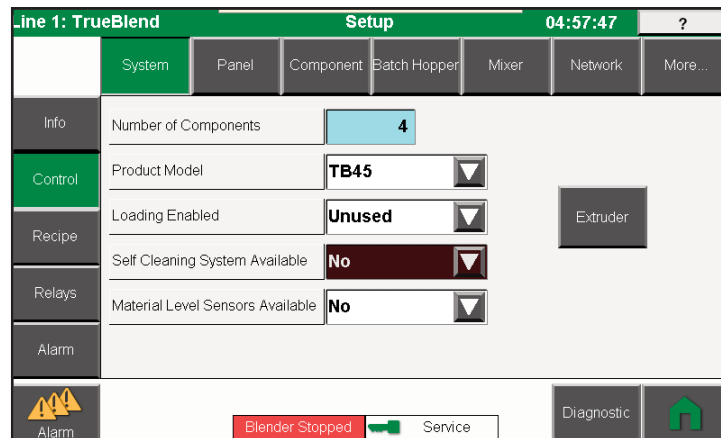 Line 1: TrueBlend Setup 04:57:47 ?
System Panel Component Batch Hopper Mixer Network More...
Info
Number of Components 4
Control
Product Model TB45
Loading Enabled Unused
Extruder
Recipe
Self Cleaning System Available No
Relays
Material Level Sensors Available No
Alarm
Alarm
Blender Stopped Service
Diagnostic